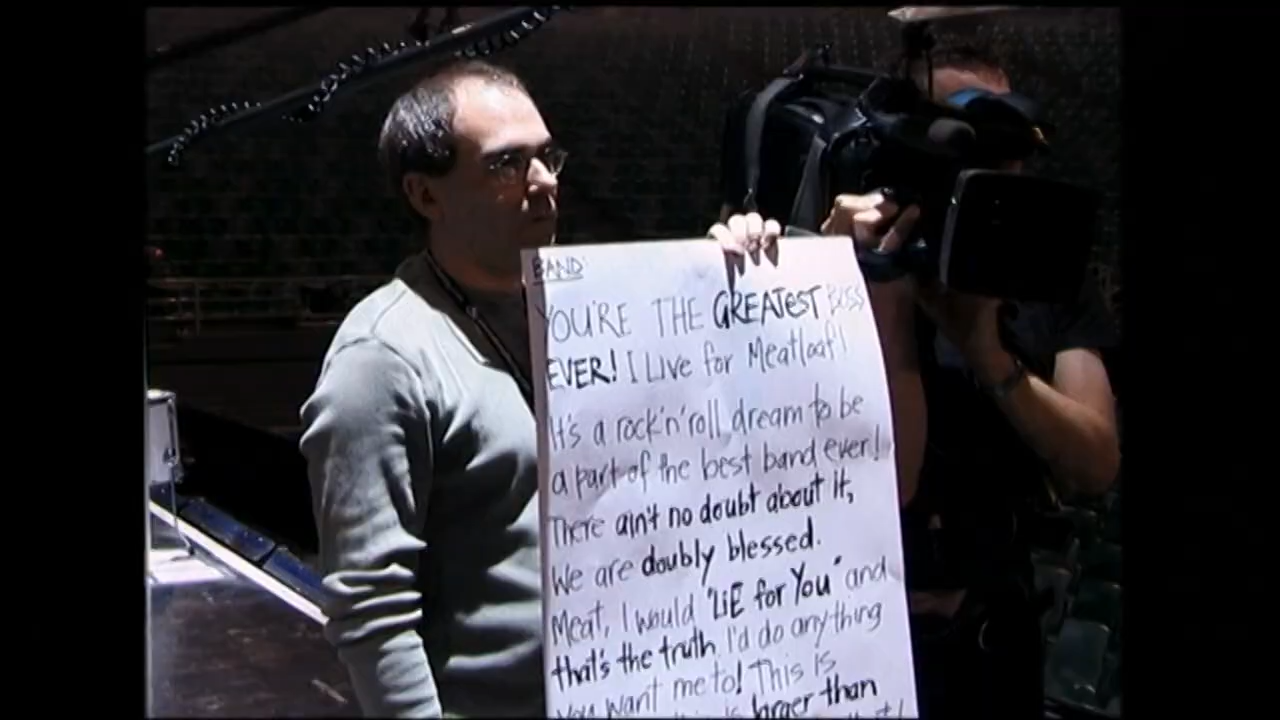 BAND:
YOU'RE THE GREATEST BOSS
EVER! I Live for Meatloaf!
It's a rock'n'roll dream to be
a part of the best band ever!
There ain't no doubt about it,
We are doubly blessed.
Meat, I would "LiE for You" and
that's the truth. I'd do anything
you want me to! This is
larger than